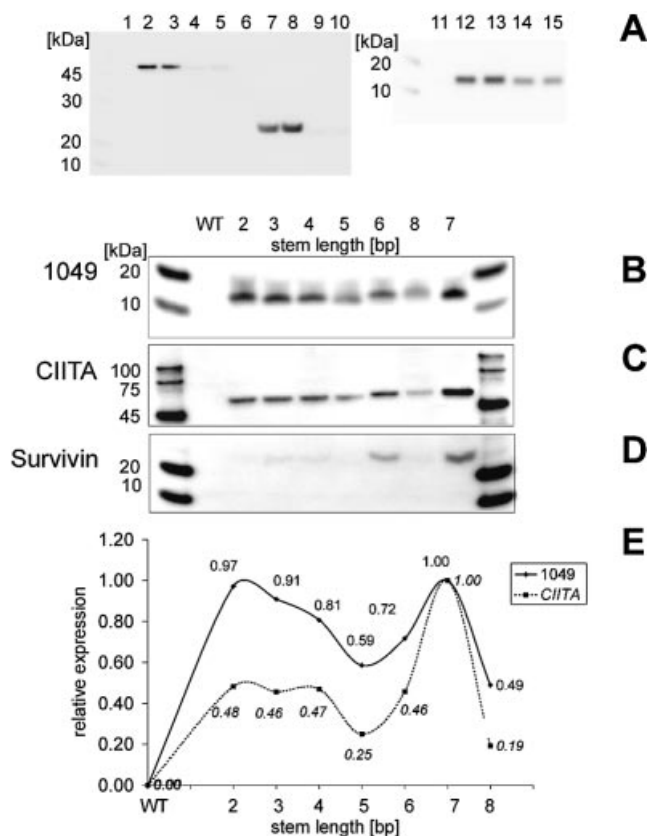 [kDa] 1 2 3 4 5 6 7 8 9 10
45
30
20
10
[kDa] 11 12 13 14 15
20
10
A
WT 2 3 4 5 6 8 7
stem length [bp]
[kDa]
1049
20
10
B
CIITA
100
75
45
C
Survivin
20
10
D
E
relative expression
1.20
1.00
0.80
0.60
0.40
0.20
0.00
0.97
0.91
0.81
0.59
0.72
1.00
0.49
0.00
0.48
0.46
0.47
0.25
0.46
1.00
0.19
1049
CIITA
WT 2 3 4 5 6 7 8
stem length [bp]